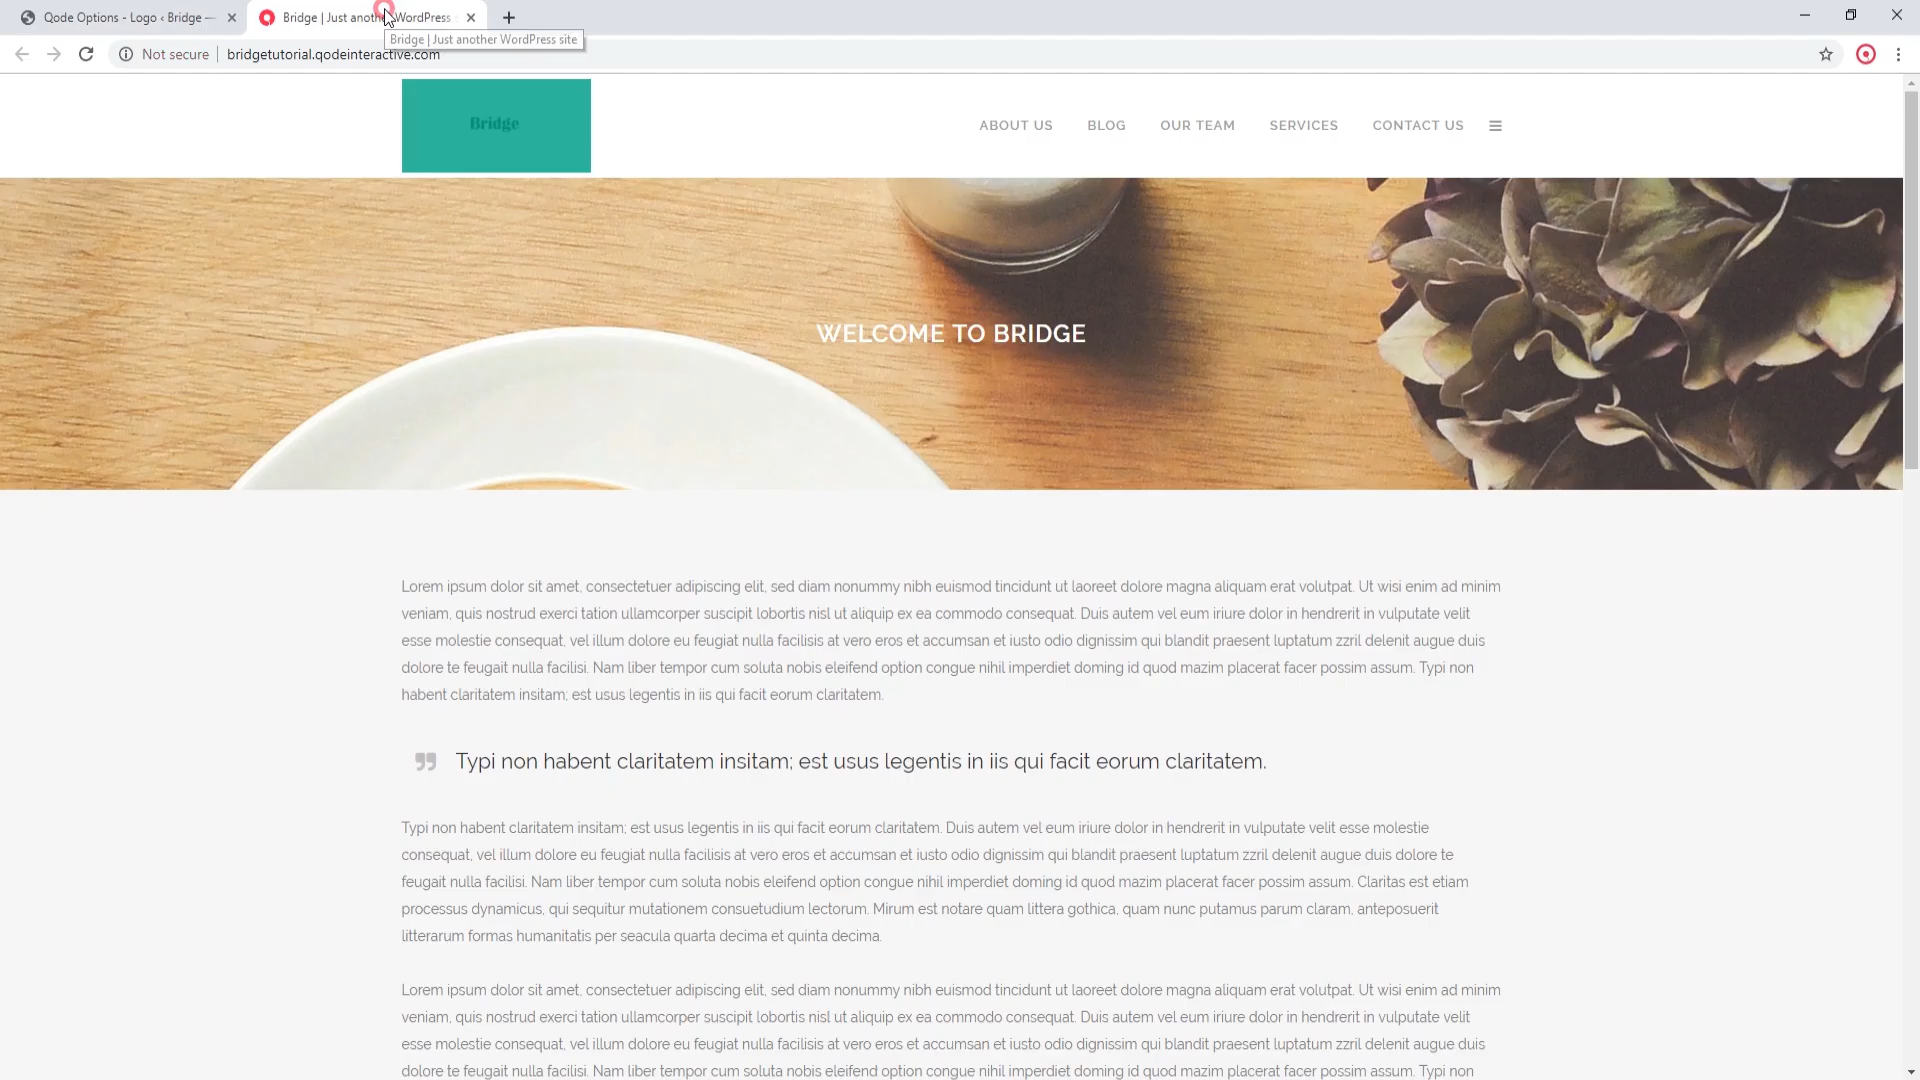 Qode Options - Logo ‹ Bridge —
Bridge | Just anoth WordPress
Bridge | Just another WordPress site
Not secure
bridgetutorial.qodeinteractive.com
Bridge
ABOUT US
BLOG
OUR TEAM
SERVICES
CONTACT US
WELCOME TO BRIDGE
Lorem ipsum dolor sit amet, consectetuer adipiscing elit, sed diam nonummy nibh euismod tincidunt ut laoreet dolore magna aliquam erat volutpat. Ut wisi enim ad minim
veniam, quis nostrud exerci tation ullamcorper suscipit lobortis nisl ut aliquip ex ea commodo consequat. Duis autem vel eum iriure dolor in hendrerit in vulputate velit
esse molestie consequat, vel illum dolore eu feugiat nulla facilisis at vero eros et accumsan et iusto odio dignissim qui blandit praesent luptatum zzril delenit augue duis
dolore te feugait nulla facilisi. Nam liber tempor cum soluta nobis eleifend option congue nihil imperdiet doming id quod mazim placerat facer possim assum. Typi non
habent claritatem insitam; est usus legentis in iis qui facit eorum claritatem.
Typi non habent claritatem insitam; est usus legentis in iis qui facit eorum claritatem.
Typi non habent claritatem insitam; est usus legentis in iis qui facit eorum claritatem. Duis autem vel eum iriure dolor in hendrerit in vulputate velit esse molestie
consequat, vel illum dolore eu feugiat nulla facilisis at vero eros et accumsan et iusto odio dignissim qui blandit praesent luptatum zzril delenit augue duis dolore te
feugait nulla facilisi. Nam liber tempor cum soluta nobis eleifend option congue nihil imperdiet doming id quod mazim placerat facer possim assum. Claritas est etiam
processus dynamicus, qui sequitur mutationem consuetudium lectorum. Mirum est notare quam littera gothica, quam nunc putamus parum claram, anteposuerit
litterarum formas humanitatis per seacula quarta decima et quinta decima.
Lorem ipsum dolor sit amet, consectetuer adipiscing elit, sed diam nonummy nibh euismod tincidunt ut laoreet dolore magna aliquam erat volutpat. Ut wisi enim ad minim
veniam, quis nostrud exerci tation ullamcorper suscipit lobortis nisl ut aliquip ex ea commodo consequat. Duis autem vel eum iriure dolor in hendrerit in vulputate velit
esse molestie consequat, vel illum dolore eu feugiat nulla facilisis at vero eros et accumsan et iusto odio dignissim qui blandit praesent luptatum zzril delenit augue duis
dolore te feugait nulla facilisi. Nam liber tempor cum soluta nobis eleifend option congue nihil imperdiet doming id quod mazim placerat facer possim assum. Typi non